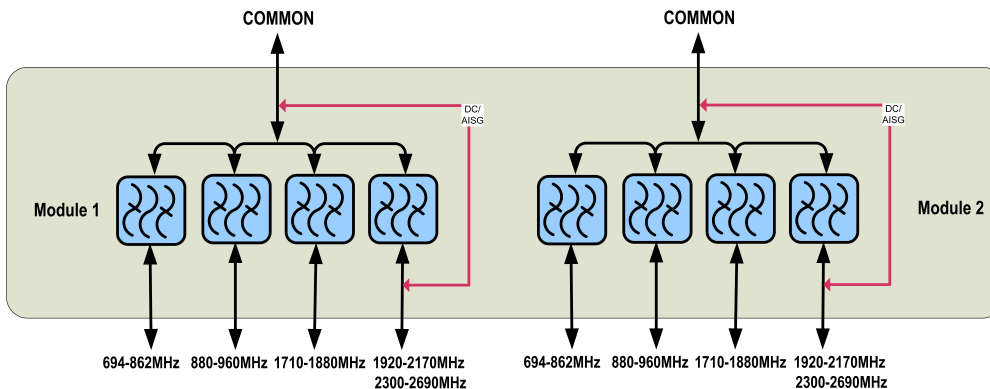 COMMON
COMMON
DC/
AISG
DC/
AISG
Module 1
Module 2
694-862MHz
880-960MHz
1710-1880MHz
1920-2170MHz
2300-2690MHz
694-862MHz
880-960MHz
1710-1880MHz
1920-2170MHz
2300-2690MHz